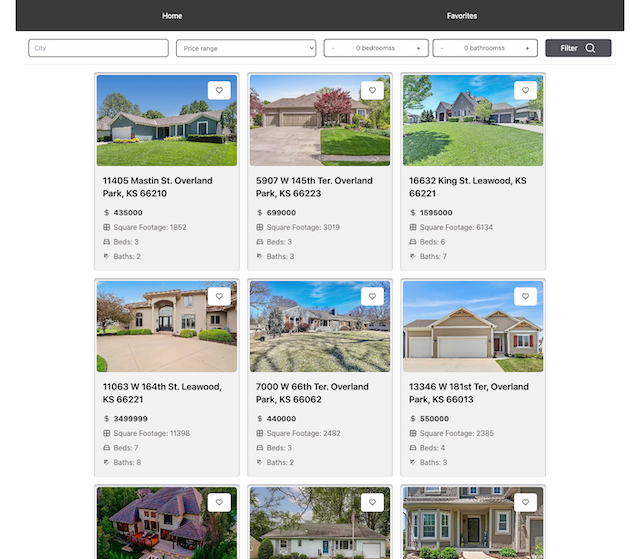 Home Favorites
City Price range - 0 bedroomss + - 0 bathroomss + Filter
11405 Mastin St. Overland
Park, KS 66210
$ 435000
Square Footage: 1852
Beds: 3
Baths: 2
5907 W 145th Ter. Overland
Park, KS 66223
$ 699000
Square Footage: 3019
Beds: 3
Baths: 3
16632 King St. Leawood, KS
66221
$ 1595000
Square Footage: 6134
Beds: 6
Baths: 7
11063 W 164th St. Leawood,
KS 66221
$ 3499999
Square Footage: 11398
Beds: 7
Baths: 8
7000 W 66th Ter. Overland
Park, KS 66062
$ 440000
Square Footage: 2482
Beds: 3
Baths: 2
13346 W 181st Ter, Overland
Park, KS 66013
$ 550000
Square Footage: 2385
Beds: 4
Baths: 3